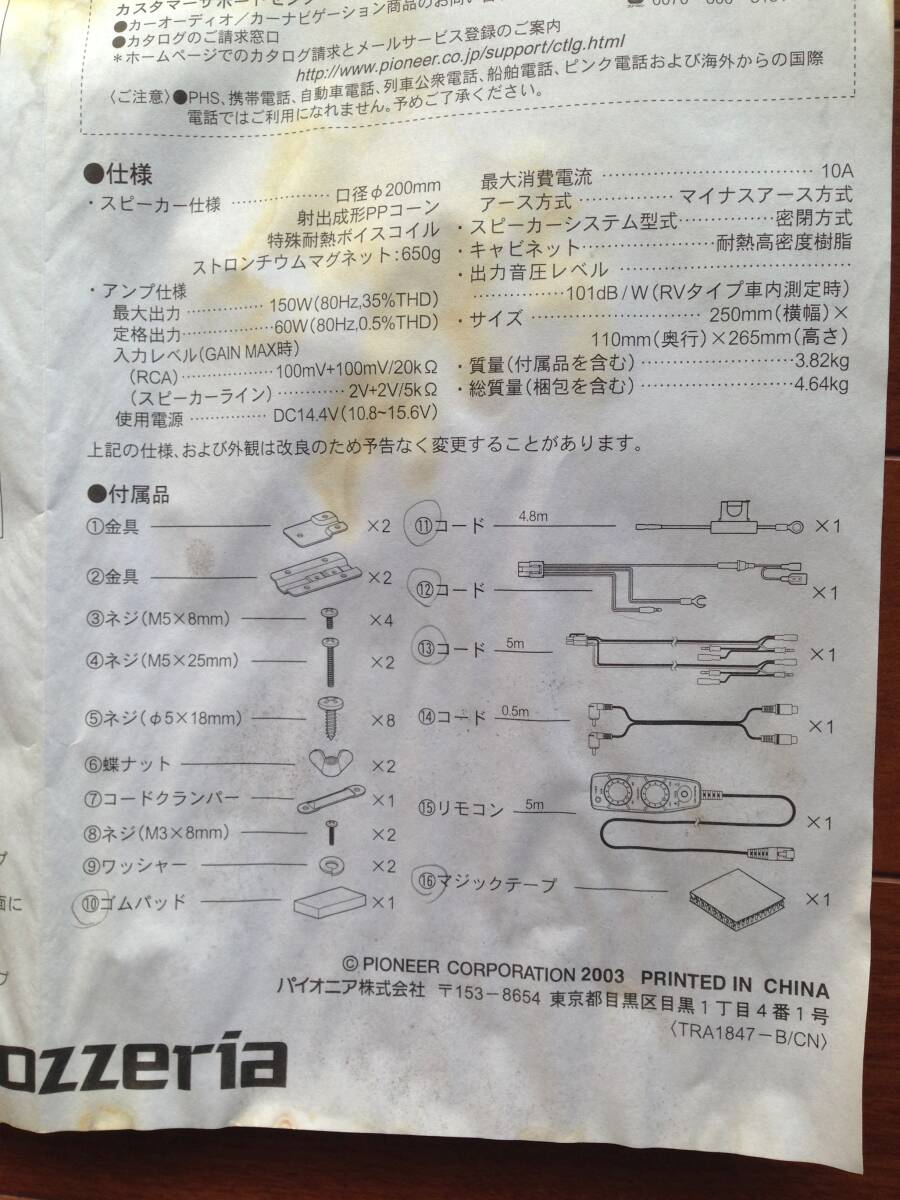 ●カーオーディオ/カーナビゲーション商品のお問い合
●カタログのご請求窓口
*ホームページでのカタログ請求とメールサービス登録のご案内
http://www.pioneer.co.jp/support/ctlg.html
〈ご注意〉●PHS、携帯電話、自動車電話、列車公衆電話、船舶電話、ピンク電話および海外からの国際
電話ではご利用になれません。予めご了承ください。
●仕様
・スピーカー仕様 口径φ200mm
射出成形PPコーン
特殊耐熱ボイスコイル
ストロンチウムマグネット:650g
・アンプ仕様
最大出力 150W(80Hz,35%THD)
定格出力 60W(80Hz,0.5%THD)
入力レベル(GAIN MAX時)
(RCA) 100mV+100mV/20kΩ
(スピーカーライン) 2V+2V/5kΩ
使用電源 DC14.4V(10.8~15.6V)
最大消費電流 10A
アース方式 マイナスアース方式
・スピーカーシステム型式 密閉方式
・キャビネット 耐熱高密度樹脂
・出力音圧レベル
101dB/W(RVタイプ車内測定時)
・サイズ 250mm(横幅)×
110mm(奥行)×265mm(高さ)
・質量(付属品を含む) 3.82kg
・総質量(梱包を含む) 4.64kg
上記の仕様、および外観は改良のため予告なく変更することがあります。
●付属品
①金具 ×2
②金具 ×2
③ネジ(M5×8mm) ×4
④ネジ(M5×25mm) ×2
⑤ネジ(φ5×18mm) ×8
⑥蝶ナット ×2
⑦コードクランパー ×1
⑧ネジ(M3×8mm) ×2
⑨ワッシャー ×2
⑩ゴムパッド ×1
⑪コード 4.8m ×1
⑫コード ×1
⑬コード 5m ×1
⑭コード 0.5m ×1
⑮リモコン 5m ×1
⑯マジックテープ ×1
© PIONEER CORPORATION 2003 PRINTED IN CHINA
パイオニア株式会社 〒153-8654 東京都目黒区目黒1丁目4番1号
〈TRA1847-B/CN〉
ozzeria